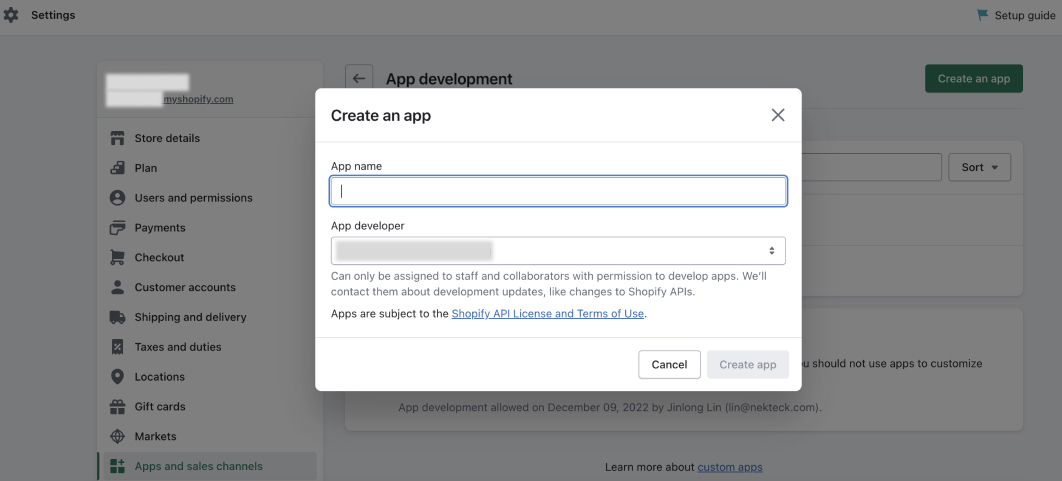 Settings
Setup guide
myshopify.com
Store details
Plan
Users and permissions
Payments
Checkout
Customer accounts
Shipping and delivery
Taxes and duties
Locations
Gift cards
Markets
Apps and sales channels
App development
Create an app
Sort
Create an app
App name
App developer
Can only be assigned to staff and collaborators with permission to develop apps. We'll
contact them about development updates, like changes to Shopify APIs.
Apps are subject to the Shopify API License and Terms of Use.
Cancel
Create app
should not use apps to customize
App development allowed on December 09, 2022 by Jinlong Lin (lin@nekteck.com).
Learn more about custom apps